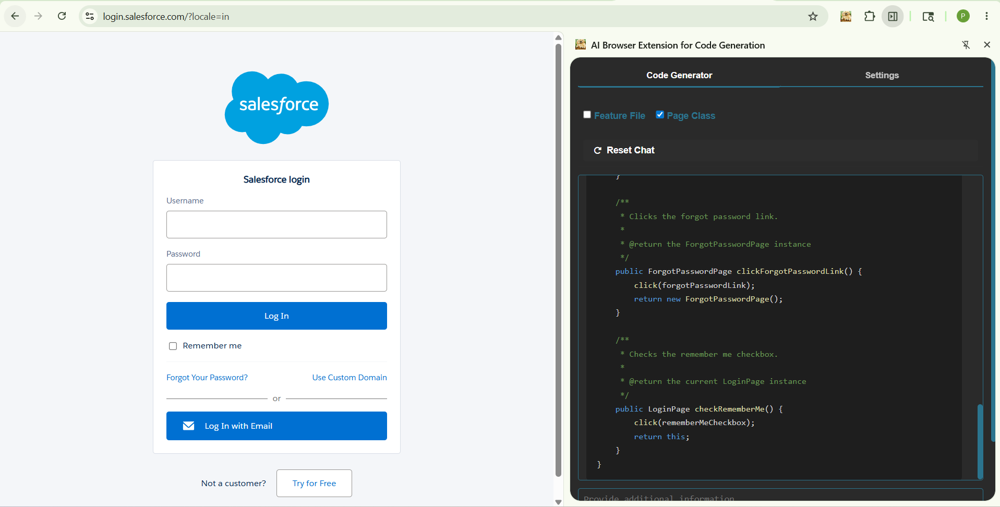 login.salesforce.com/?locale=in
P
salesforce
Salesforce login
Username
Password
Log In
Remember me
Forgot Your Password?
Use Custom Domain
or
Log In with Email
Not a customer?
Try for Free
AI Browser Extension for Code Generation
Code Generator
Settings
Feature File
Page Class
Reset Chat
}
/**
* Clicks the forgot password link.
*
* @return the ForgotPasswordPage instance
*/
public ForgotPasswordPage clickForgotPasswordLink() {
click(forgotPasswordLink);
return new ForgotPasswordPage();
}
/**
* Checks the remember me checkbox.
*
* @return the current LoginPage instance
*/
public LoginPage checkRememberMe() {
click(rememberMeCheckbox);
return this;
}
}
Provide additional information